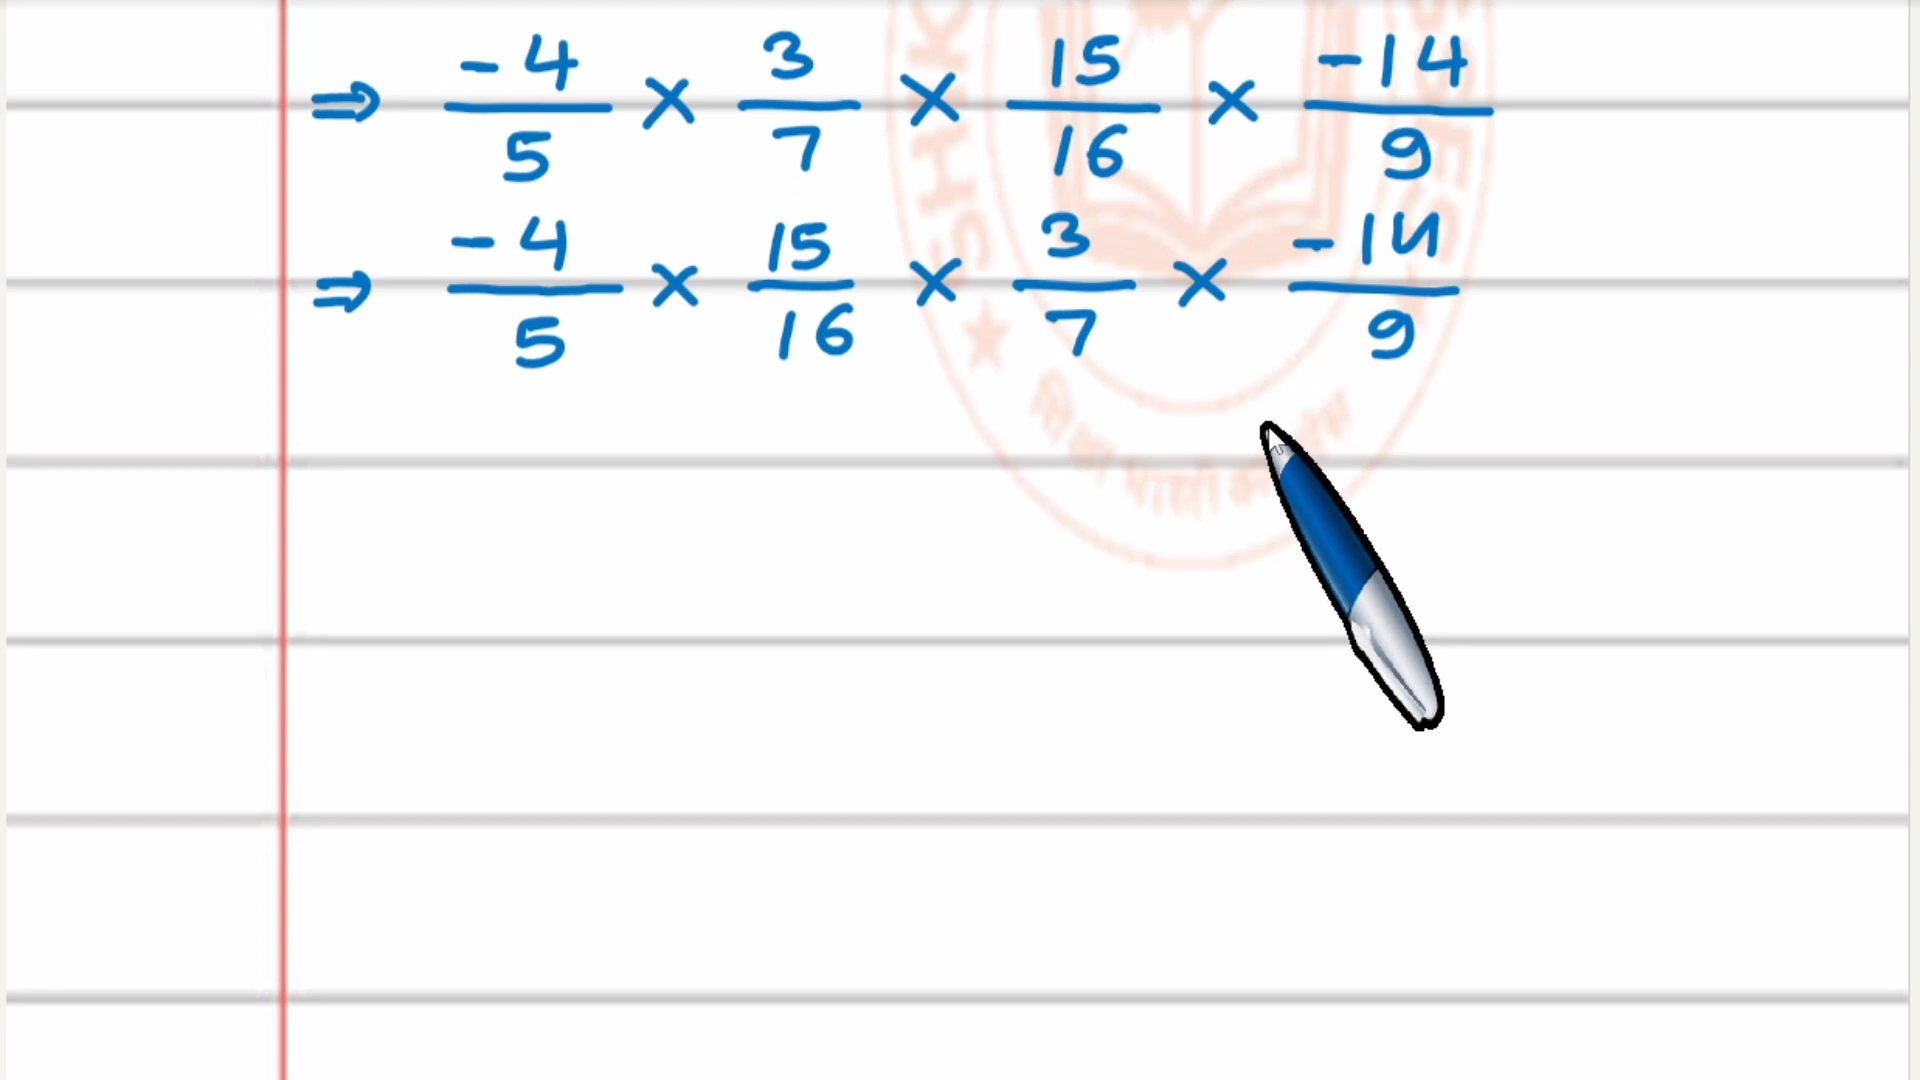 ⇒ -4/5 × 3/7 × 15/16 × -14/9
⇒ -4/5 × 15/16 × 3/7 × -14/9